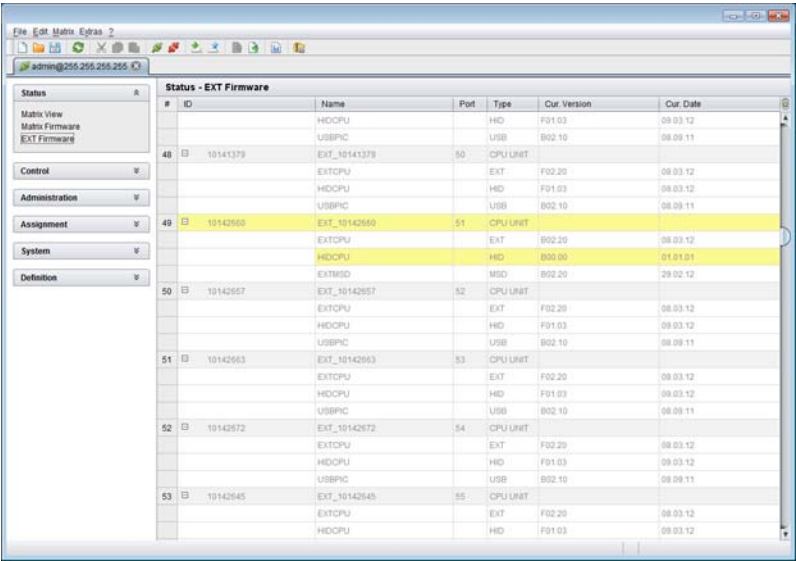 File Edit Matrix Extras ?
admin@255.255.255.255
Status
Matrix View
Matrix Firmware
EXT Firmware
Control
Administration
Assignment
System
Definition
Status - EXT Firmware
# ID Name Port Type Cur. Version Cur. Date
HIDCPU HID F01.03 09.03.12
USBPIC USB B02.10 08.09.11
48 10141379 EXT_10141379 50 CPU UNIT
EXTCPU EXT F02.20 08.03.12
HIDCPU HID F01.03 09.03.12
USBPIC USB B02.10 08.09.11
49 10142660 EXT_10142660 51 CPU UNIT
EXTCPU EXT B02.20 08.03.12
HIDCPU HID B00.00 01.01.01
EXTMSD MSD B02.20 29.02.12
50 10142657 EXT_10142657 52 CPU UNIT
EXTCPU EXT F02.20 08.03.12
HIDCPU HID F01.03 09.03.12
USBPIC USB B02.10 08.09.11
51 10142663 EXT_10142663 53 CPU UNIT
EXTCPU EXT F02.20 08.03.12
HIDCPU HID F01.03 09.03.12
USBPIC USB B02.10 08.09.11
52 10142672 EXT_10142672 54 CPU UNIT
EXTCPU EXT F02.20 08.03.12
HIDCPU HID F01.03 09.03.12
USBPIC USB B02.10 08.09.11
53 10142645 EXT_10142645 55 CPU UNIT
EXTCPU EXT F02.20 08.03.12
HIDCPU HID F01.03 09.03.12